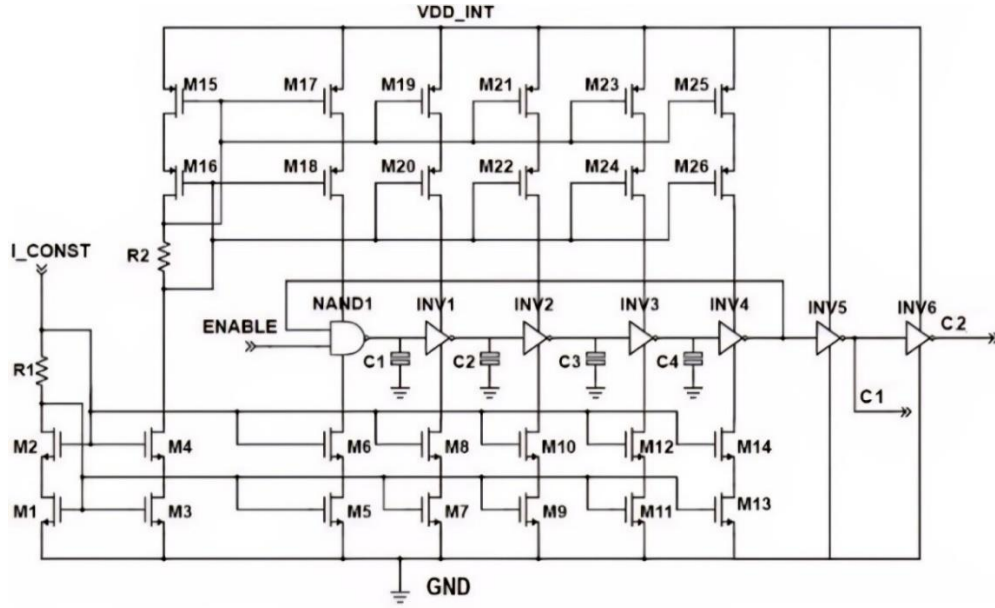 VDD_INT
M15 M17 M19 M21 M23 M25
M16 M18 M20 M22 M24 M26
I_CONST R2
NAND1 INV1 INV2 INV3 INV4 INV5 INV6
ENABLE C2
R1 C1 C2 C3 C4
C1
M2 M4 M6 M8 M10 M12 M14
M1 M3 M5 M7 M9 M11 M13
GND